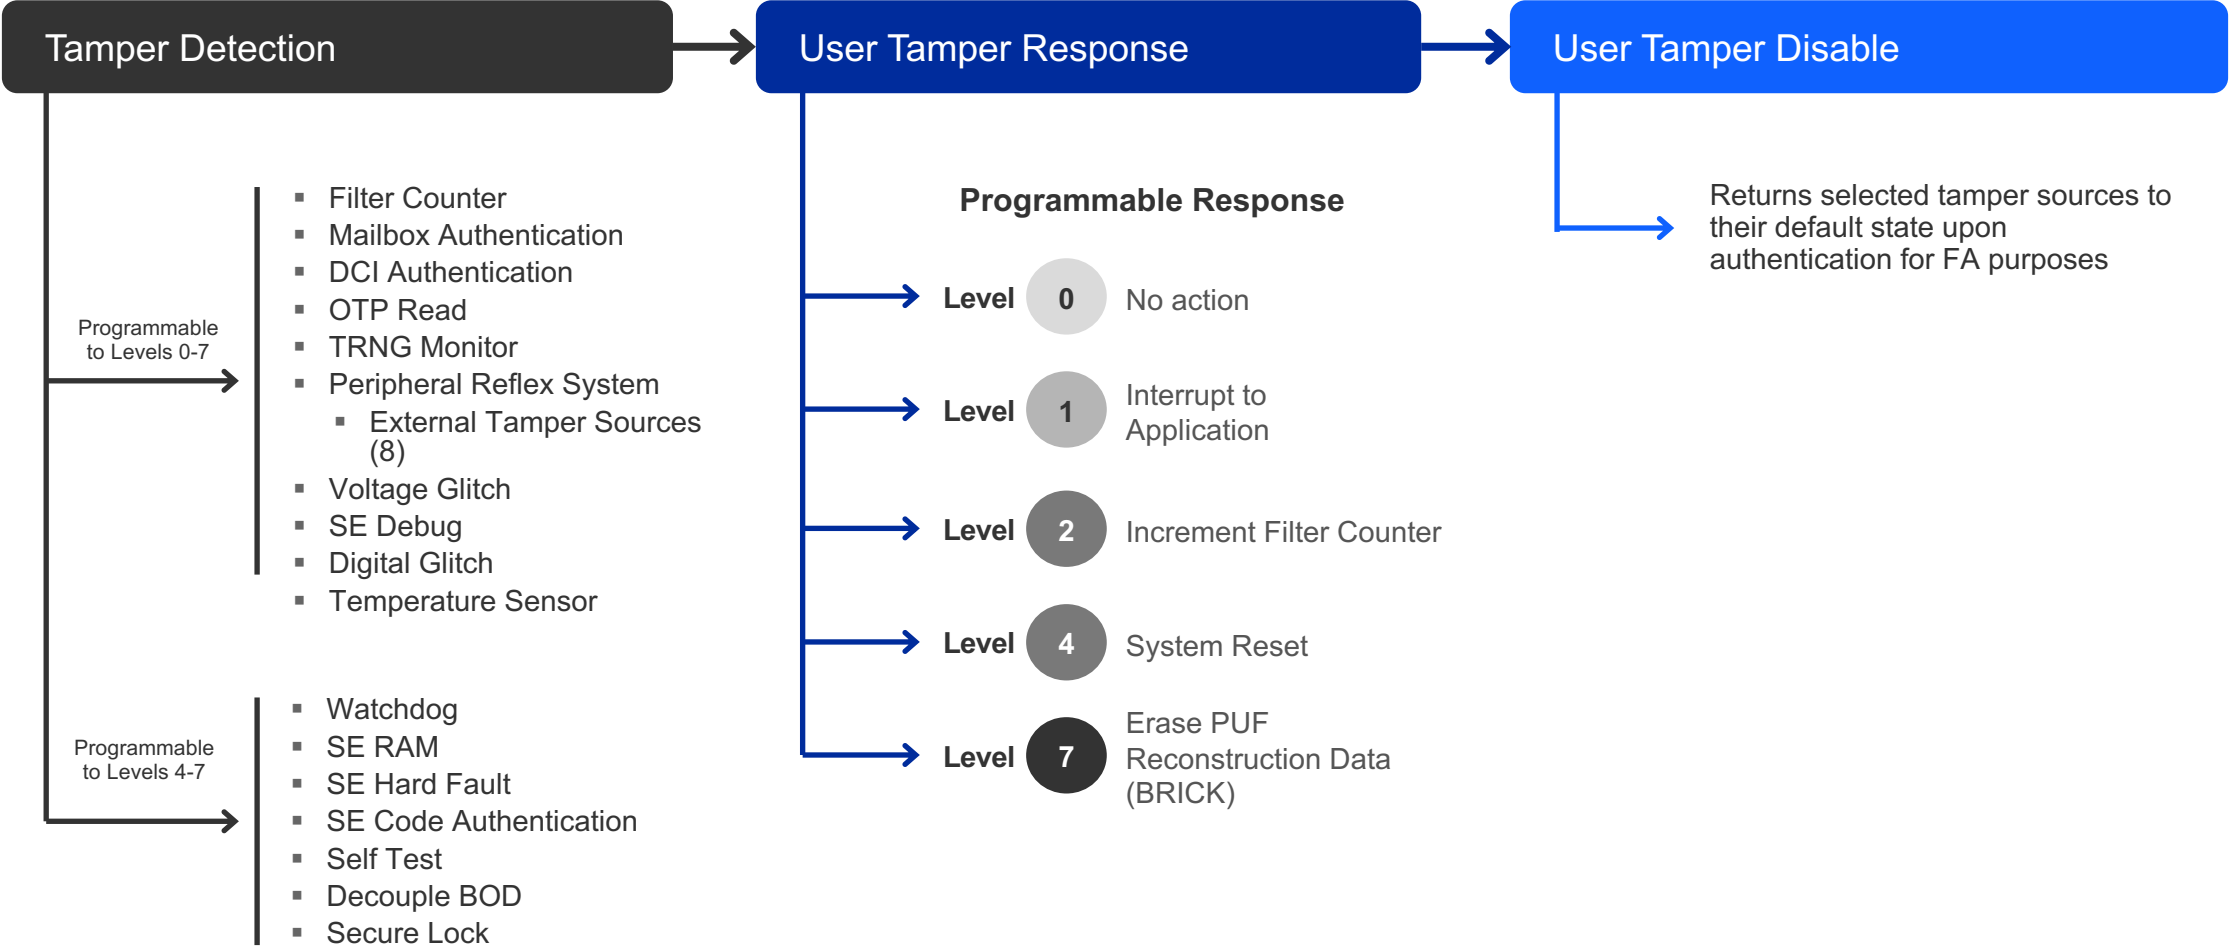 Tamper Detection
User Tamper Response
User Tamper Disable
Programmable
to Levels 0-7
Filter Counter
Mailbox Authentication
DCI Authentication
OTP Read
TRNG Monitor
Peripheral Reflex System
External Tamper Sources
(8)
Voltage Glitch
SE Debug
Digital Glitch
Temperature Sensor
Programmable
to Levels 4-7
Watchdog
SE RAM
SE Hard Fault
SE Code Authentication
Self Test
Decouple BOD
Secure Lock
Programmable Response
Level 0 No action
Level 1 Interrupt to
Application
Level 2 Increment Filter Counter
Level 4 System Reset
Level 7 Erase PUF
Reconstruction Data
(BRICK)
Returns selected tamper sources to
their default state upon
authentication for FA purposes